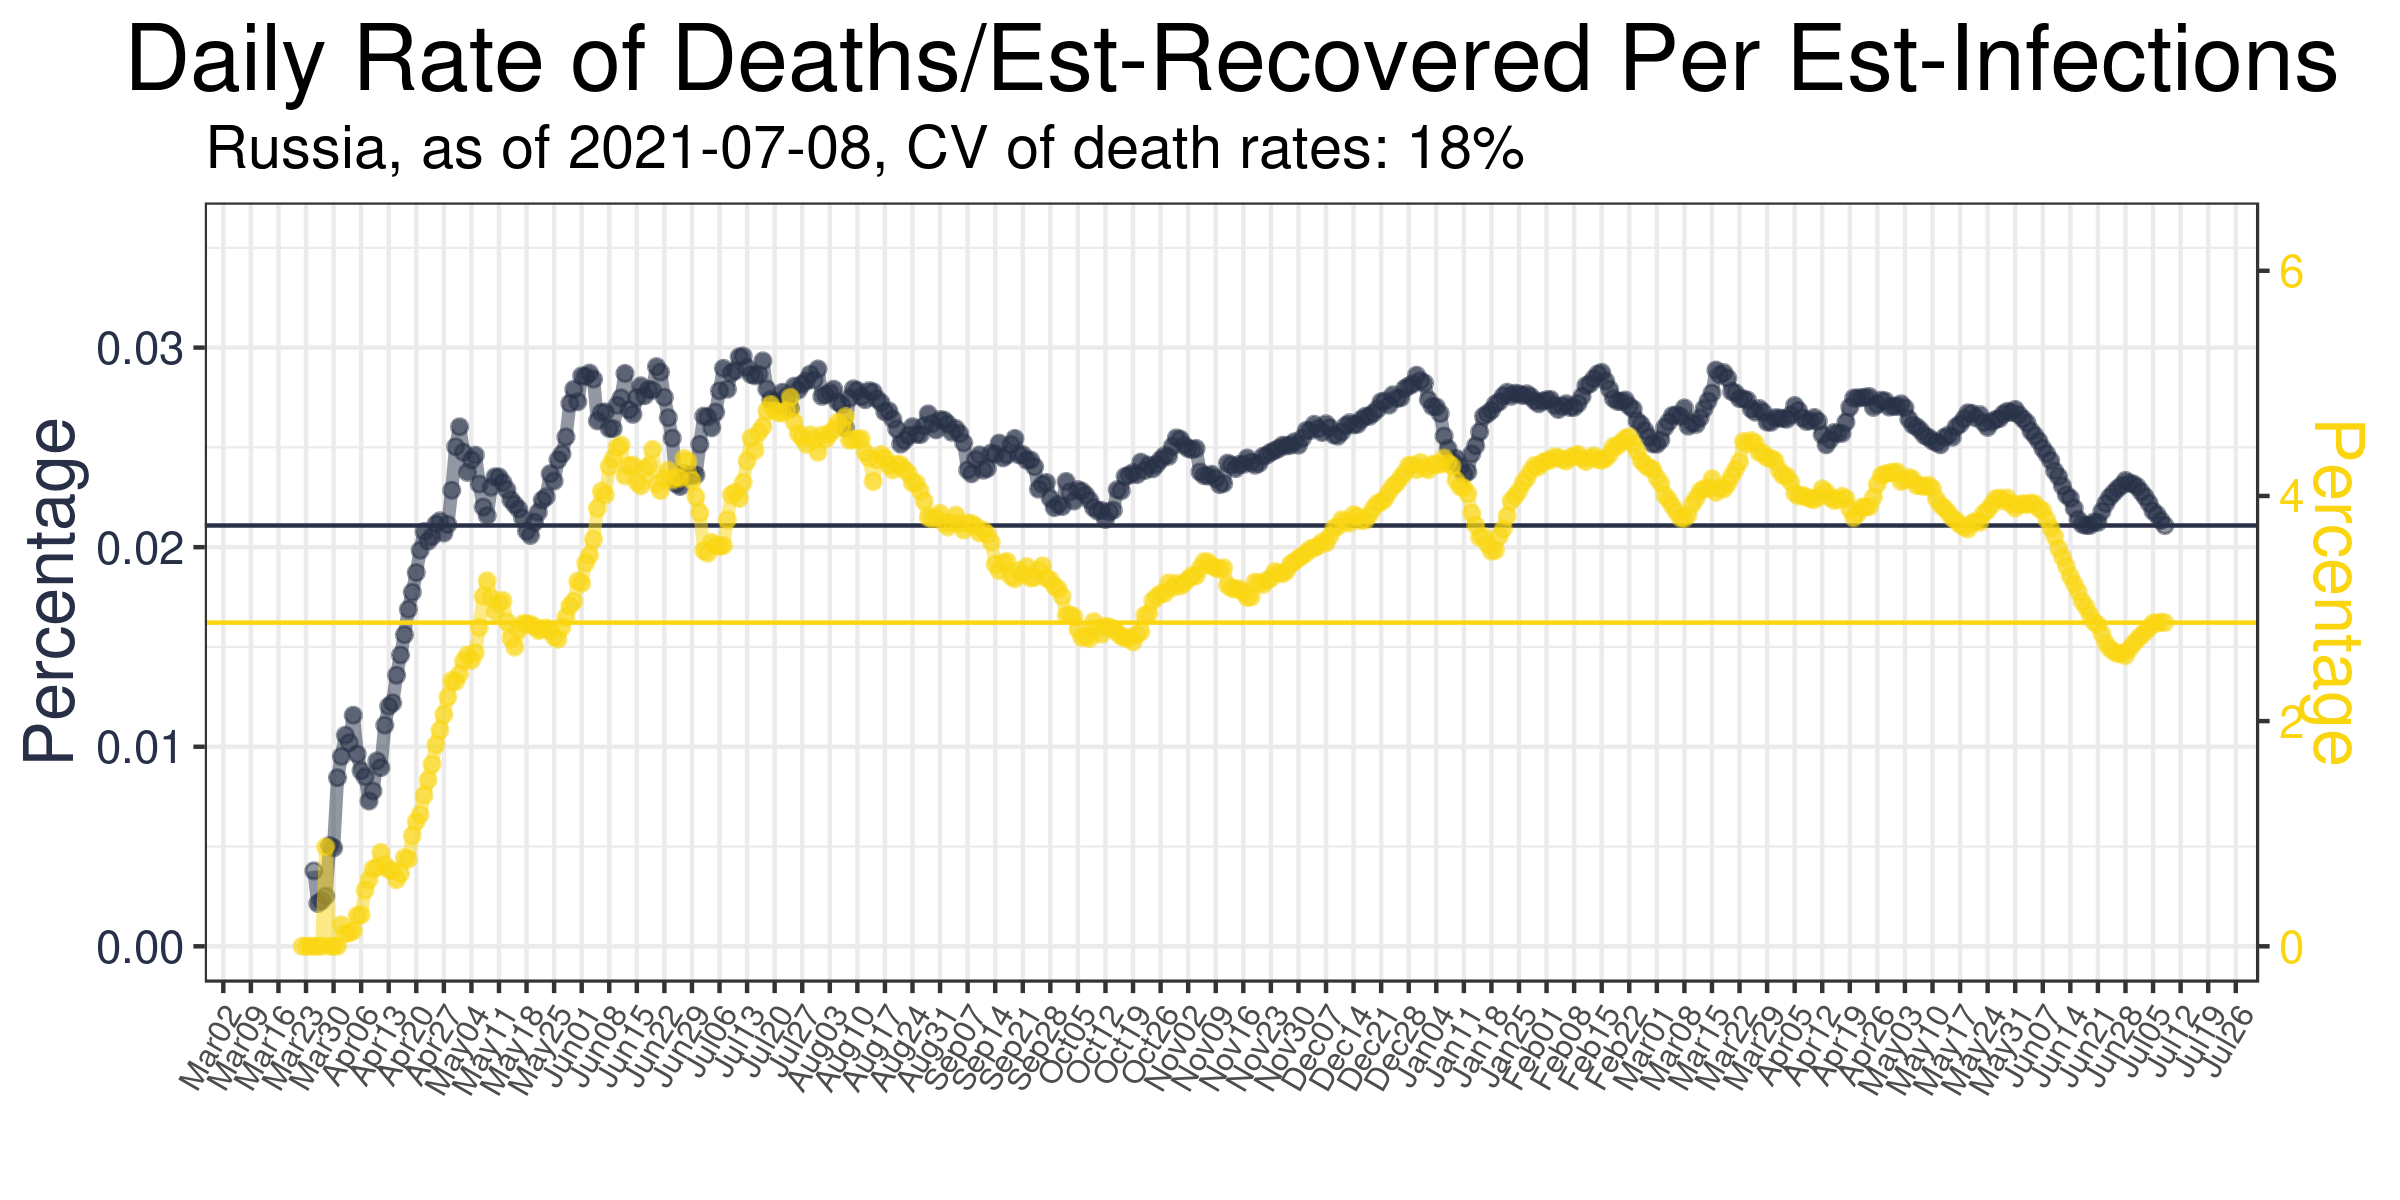 Daily Rate of Deaths/Est-Recovered Per Est-Infections
Russia, as of 2021-07-08, CV of death rates: 18%
Percentage
0.03
0.02
0.01
0.00
6
4
2
0
Percentage
Mar02
Mar09
Mar16
Mar23
Mar30
Apr06
Apr13
Apr20
Apr27
May04
May11
May18
May25
Jun01
Jun08
Jun15
Jun22
Jun29
Jul06
Jul13
Jul20
Jul27
Aug03
Aug10
Aug17
Aug24
Aug31
Sep07
Sep14
Sep21
Sep28
Oct05
Oct12
Oct19
Oct26
Nov02
Nov09
Nov16
Nov23
Nov30
Dec07
Dec14
Dec21
Dec28
Jan04
Jan11
Jan18
Jan25
Feb01
Feb08
Feb15
Feb22
Mar01
Mar08
Mar15
Mar22
Mar29
Apr05
Apr12
Apr19
Apr26
May03
May10
May17
May24
May31
Jun07
Jun14
Jun21
Jun28
Jul05
Jul12
Jul19
Jul26